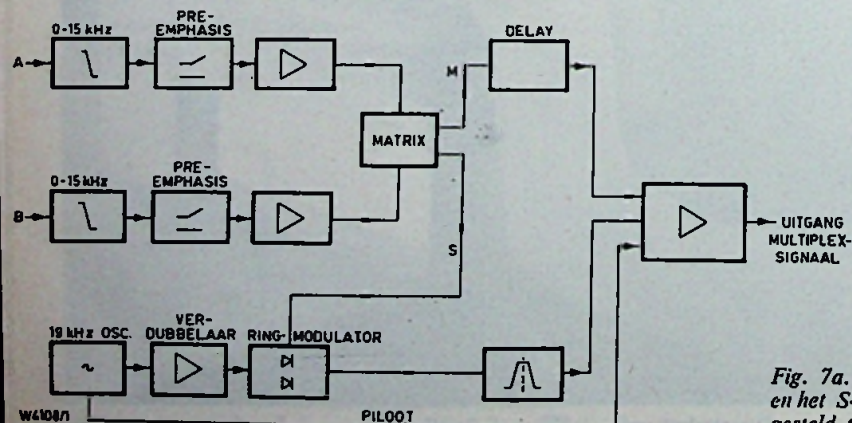 0-15 kHz
PRE-
EMPHASIS
A
DELAY
M
MATRIX
0-15 kHz
PRE-
EMPHASIS
B
S
UITGANG
MULTIPLEX-
SIGNAAL
19 kHz OSC.
VER-
DUBBELAAR
RING-MODULATOR
~
W4108/1
PILOOT
Fig. 7a.
en het S-
gesteld